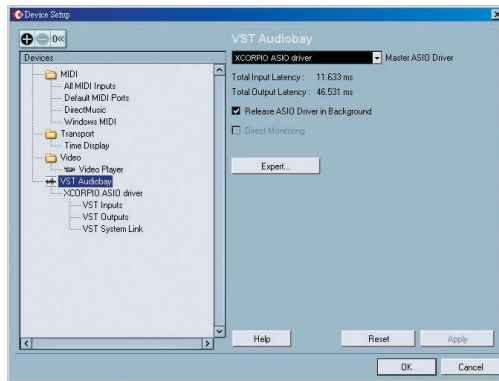 Device Setup
0<<
VST Audiobay
Devices
MIDI
All MIDI Inputs
Default MIDI Ports
DirectMusic
Windows MIDI
Transport
Time Display
Video
Video Player
VST Audiobay
XCORPIO ASIO driver
VST Inputs
VST Outputs
VST System Link
XCORPIO ASIO driver Master ASIO Driver
Total Input Latency : 11.633 ms
Total Output Latency : 46.531 ms
Release ASIO Driver in Background
Direct Monitoring
Expert...
Help Reset Apply
OK Cancel